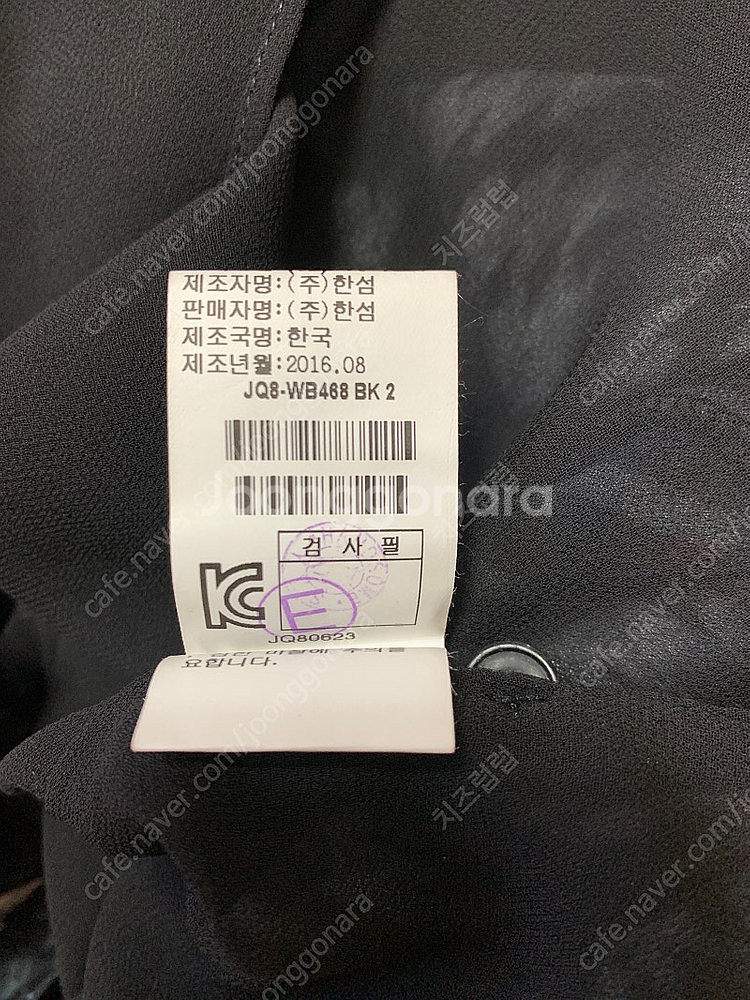 제조자명:(주)한섬
판매자명:(주)한섬
제조국명:한국
제조년월:2016.08
JQ8-WB468 BK 2
Joonggonara
검 사 필
KC
E
JQ80623
요합니다.
cafe.naver.com/joonggonara
치즈럼럼